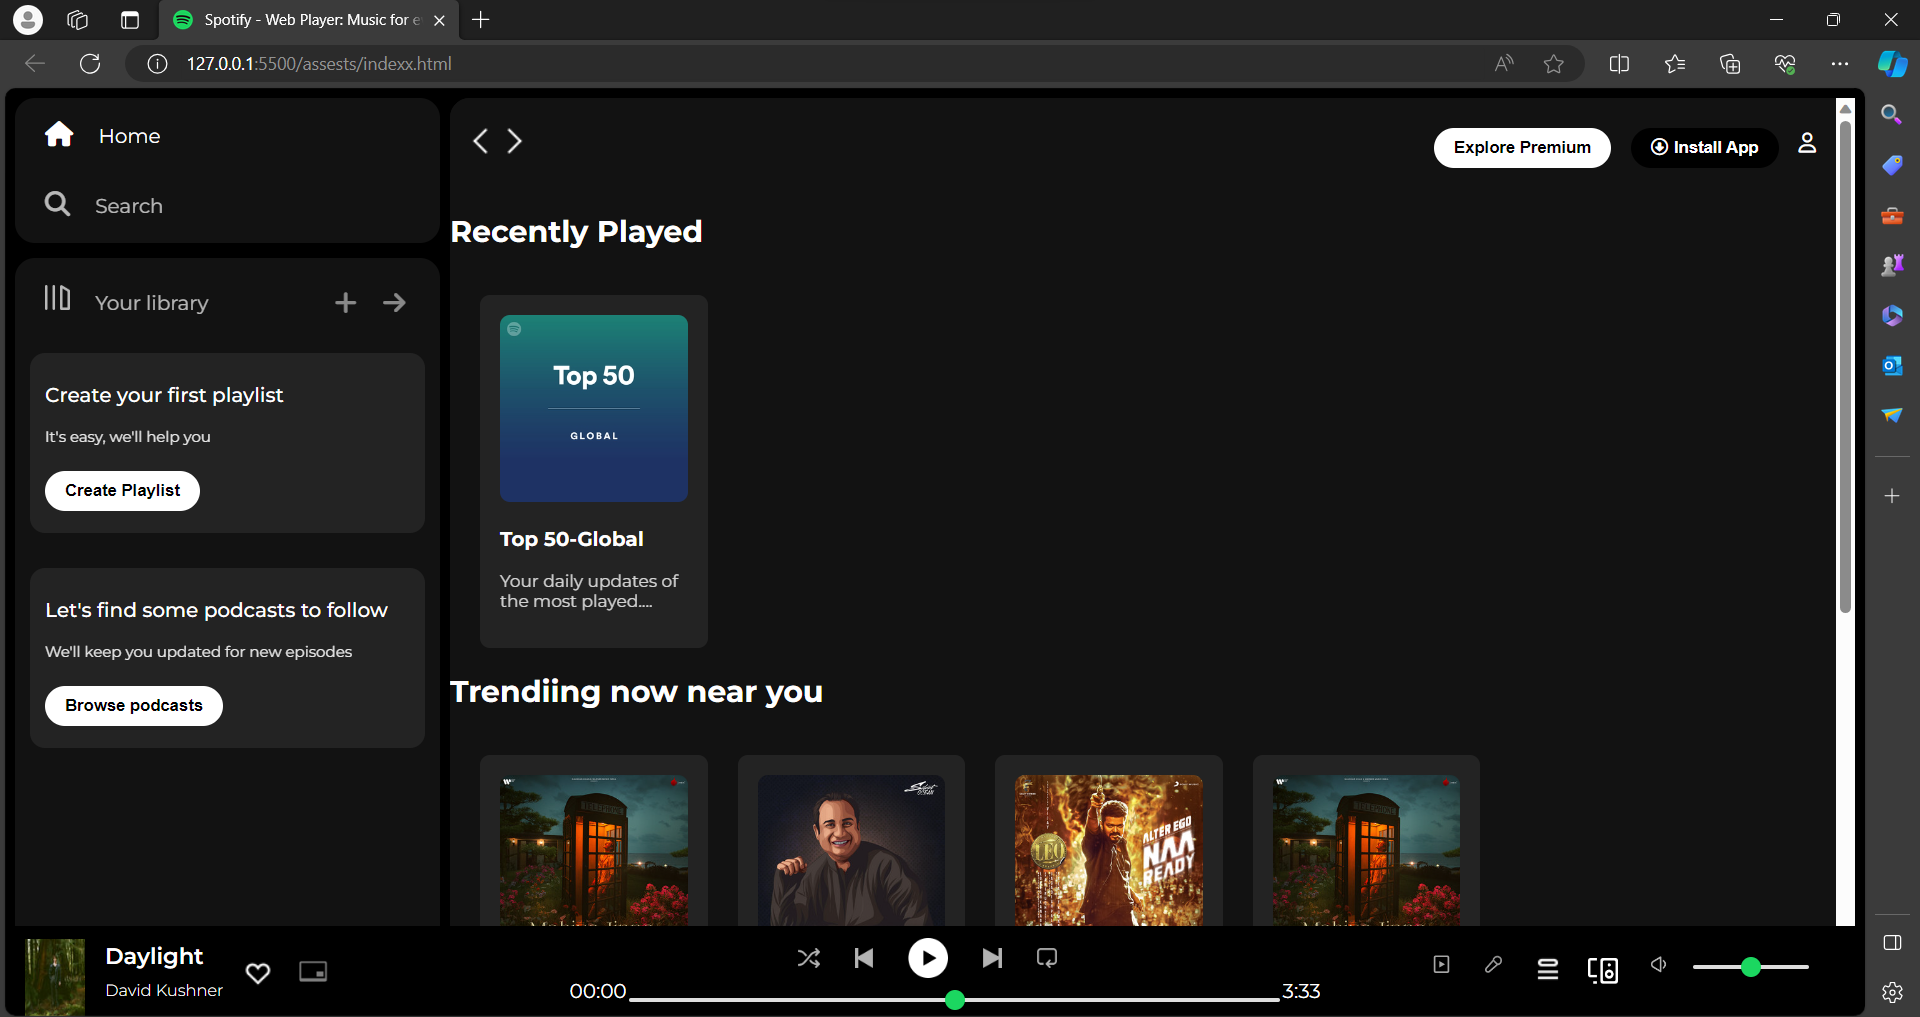 Spotify - Web Player: Music for e
127.0.0.1:5500/assests/indexx.html
Home
Search
Your library
Create your first playlist
It's easy, we'll help you
Create Playlist
Let's find some podcasts to follow
We'll keep you updated for new episodes
Browse podcasts
Explore Premium
Install App
Recently Played
Top 50
GLOBAL
Top 50-Global
Your daily updates of
the most played....
Trendiing now near you
TELEPHONE
LEO
ALTER EGO
NAA
READY
TELEPHONE
Daylight
David Kushner
00:00
3:33